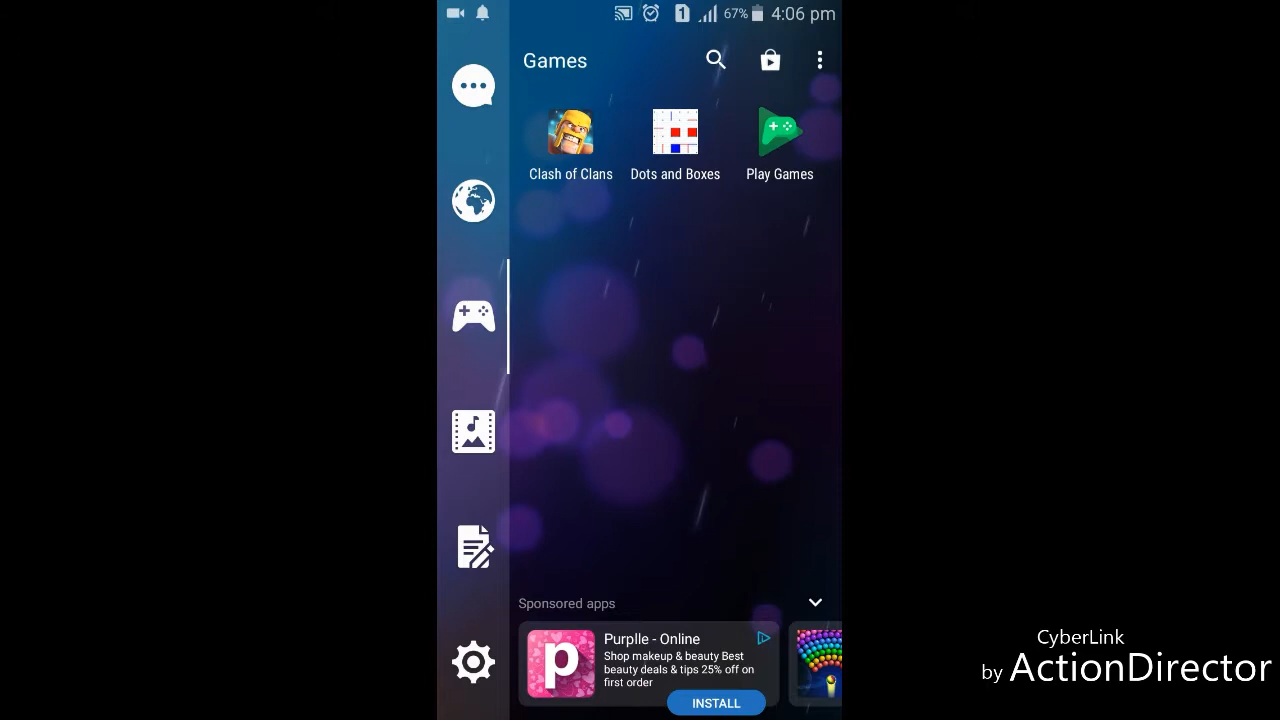 1 67% 4:06 pm
Games
Clash of Clans Dots and Boxes Play Games
Sponsored apps
p
Purplle - Online
Shop makeup & beauty Best
beauty deals & tips 25% off on
first order
INSTALL
CyberLink
by ActionDirector